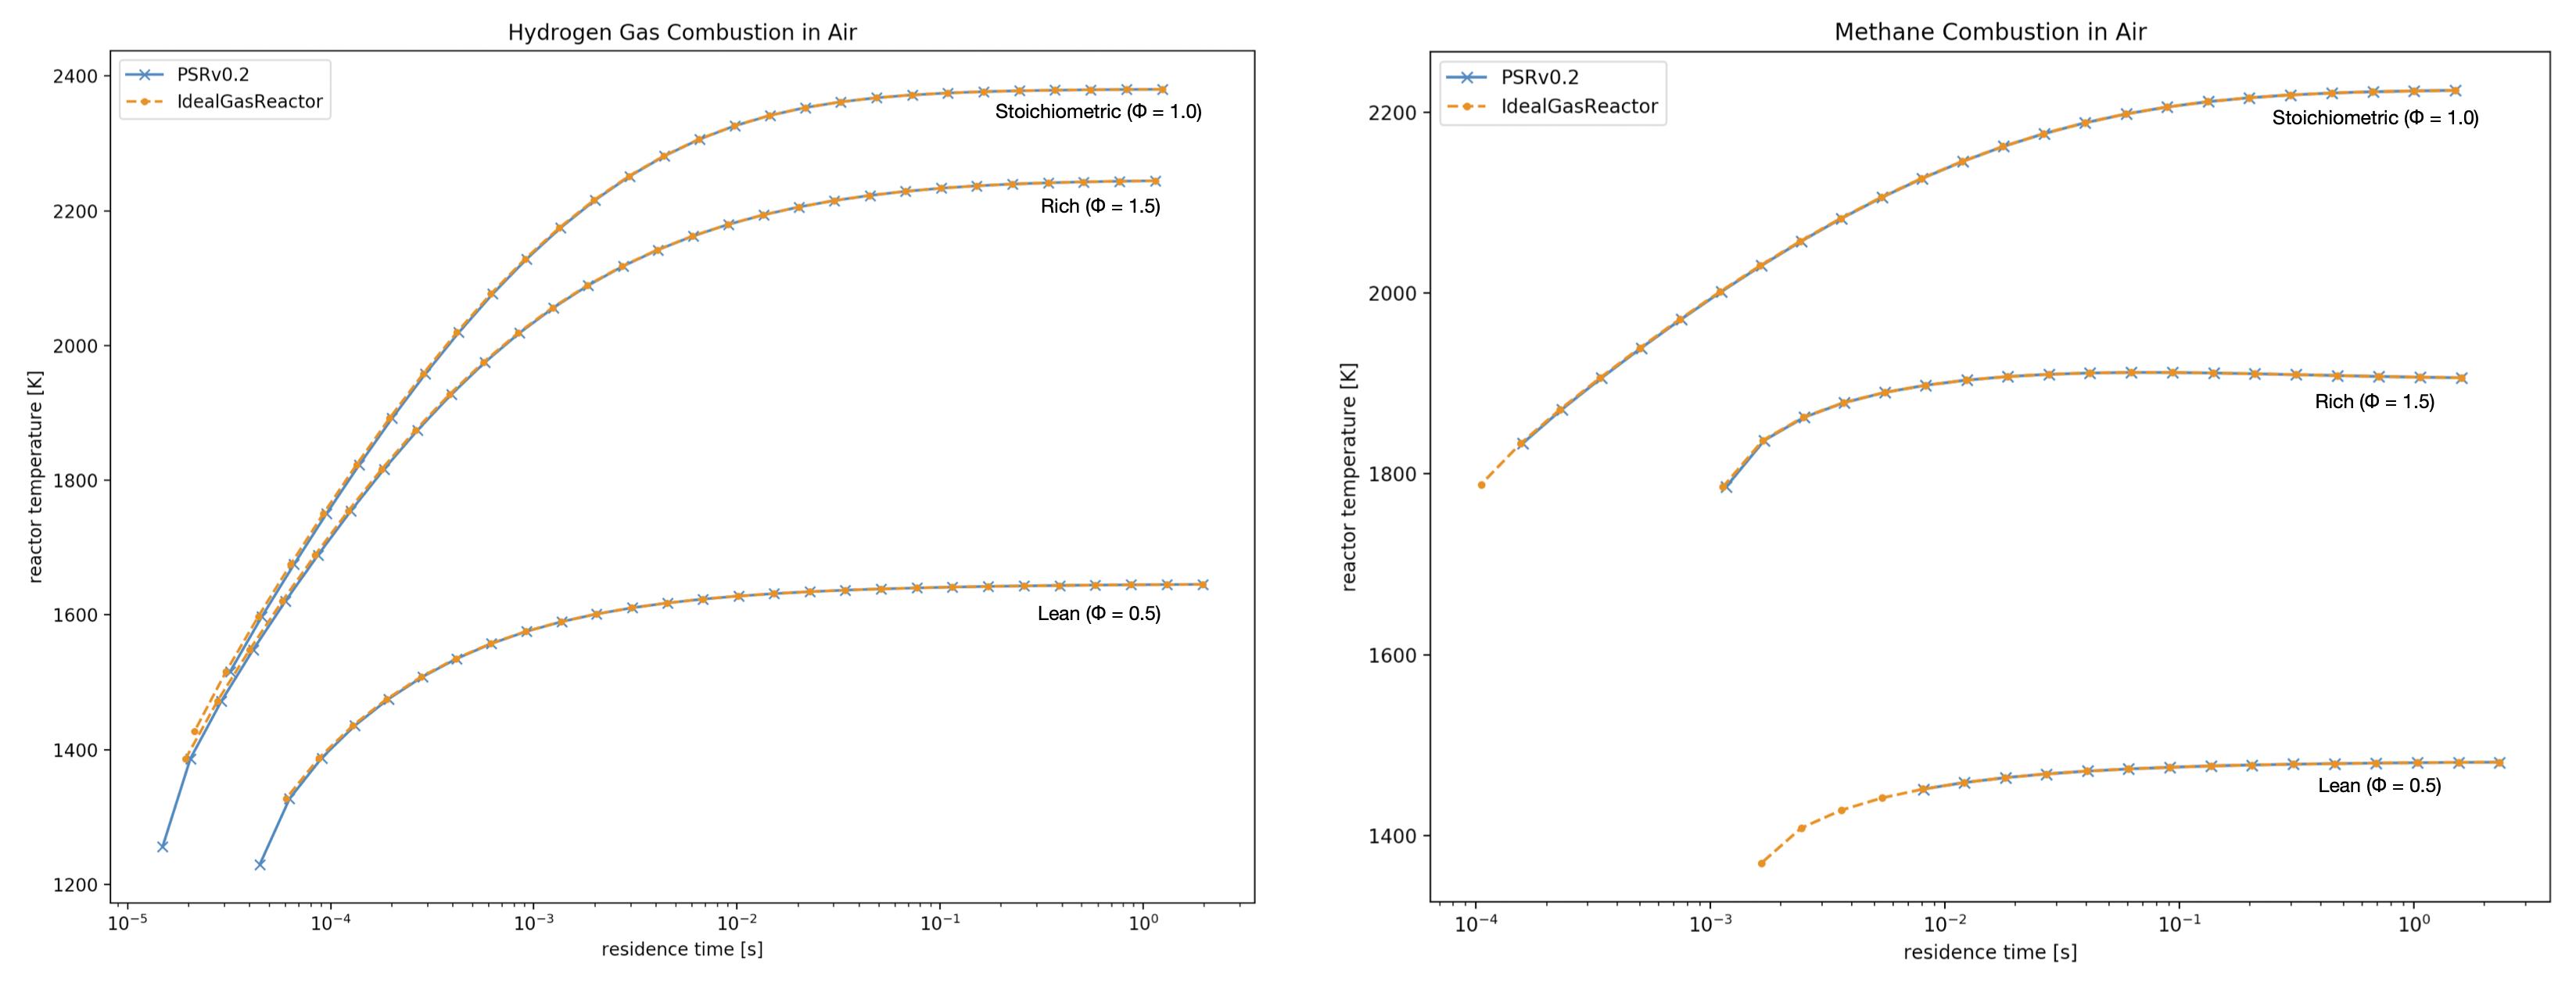 Hydrogen Gas Combustion in Air
PSRv0.2
IdealGasReactor
2400
2200
2000
1800
1600
1400
1200
reactor temperature [K]
Stoichiometric (Φ = 1.0)
Rich (Φ = 1.5)
Lean (Φ = 0.5)
10⁻⁵ 10⁻⁴ 10⁻³ 10⁻² 10⁻¹ 10⁰
residence time [s]
Methane Combustion in Air
PSRv0.2
IdealGasReactor
2200
2000
1800
1600
1400
reactor temperature [K]
Stoichiometric (Φ = 1.0)
Rich (Φ = 1.5)
Lean (Φ = 0.5)
10⁻⁴ 10⁻³ 10⁻² 10⁻¹ 10⁰
residence time [s]